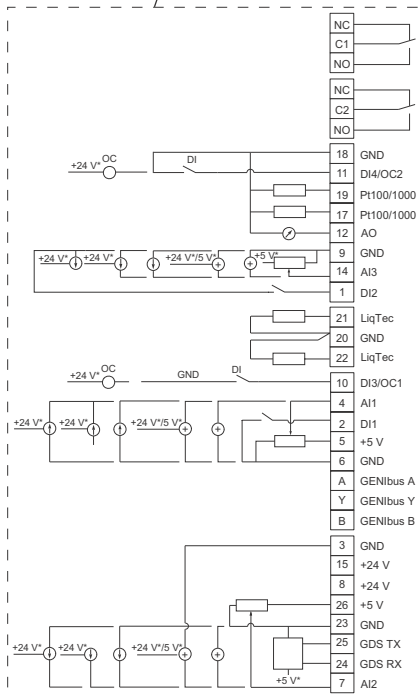 NC
C1
NO
NC
C2
NO
18 GND
+24 V* OC DI 11 DI4/OC2
19 Pt100/1000
17 Pt100/1000
12 AO
9 GND
+24 V* +24 V* +24 V*/5 V* +5 V*
14 AI3
1 DI2
21 LiqTec
20 GND
22 LiqTec
+24 V* OC GND DI 10 DI3/OC1
4 AI1
2 DI1
+24 V* +24 V* +24 V*/5 V* 5 +5 V
6 GND
A GENIbus A
Y GENIbus Y
B GENIbus B
3 GND
15 +24 V
8 +24 V
26 +5 V
23 GND
25 GDS TX
+24 V* +24 V* +24 V*/5 V* 24 GDS RX
+5 V* 7 AI2